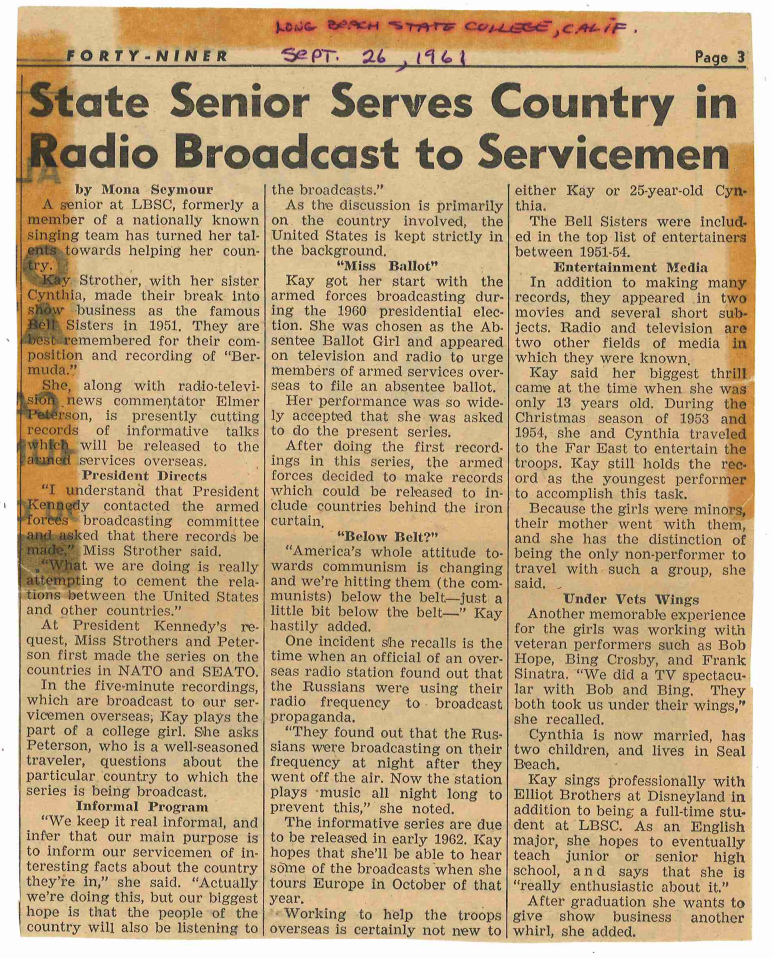 LONG BEACH STATE COLLEGE, CALIF.
FORTY-NINER
SEPT. 26, 1961
Page 3
State Senior Serves Country in
Radio Broadcast to Servicemen
by Mona Seymour
A senior at LBSC, formerly a
member of a nationally known
singing team has turned her tal-
ents towards helping her coun-
try.
Kay Strother, with her sister
Cynthia, made their break into
show business as the famous
Bell Sisters in 1951. They are
best remembered for their com-
position and recording of "Ber-
muda."
She, along with radio-televi-
sion news commentator Elmer
Peterson, is presently cutting
records of informative talks
which will be released to the
armed services overseas.
President Directs
"I understand that President
Kennedy contacted the armed
forces broadcasting committee
and asked that there records be
made," Miss Strother said.
"What we are doing is really
attempting to cement the rela-
tions between the United States
and other countries."
At President Kennedy's re-
quest, Miss Strothers and Peter-
son first made the series on the
countries in NATO and SEATO.
In the five-minute recordings,
which are broadcast to our ser-
vicemen overseas, Kay plays the
part of a college girl. She asks
Peterson, who is a well-seasoned
traveler, questions about the
particular country to which the
series is being broadcast.
Informal Program
"We keep it real informal, and
infer that our main purpose is
to inform our servicemen of in-
teresting facts about the country
they're in," she said. "Actually
we're doing this, but our biggest
hope is that the people of the
country will also be listening to
the broadcasts."
As the discussion is primarily
on the country involved, the
United States is kept strictly in
the background.
"Miss Ballot"
Kay got her start with the
armed forces broadcasting dur-
ing the 1960 presidential elec-
tion. She was chosen as the Ab-
sentee Ballot Girl and appeared
on television and radio to urge
members of armed services over-
seas to file an absentee ballot.
Her performance was so wide-
ly accepted that she was asked
to do the present series.
After doing the first record-
ings in this series, the armed
forces decided to make records
which could be released to in-
clude countries behind the iron
curtain.
"Below Belt?"
"America's whole attitude to-
wards communism is changing
and we're hitting them (the com-
munists) below the belt—just a
little bit below the belt—" Kay
hastily added.
One incident she recalls is the
time when an official of an over-
seas radio station found out that
the Russians were using their
radio frequency to broadcast
propaganda.
"They found out that the Rus-
sians were broadcasting on their
frequency at night after they
went off the air. Now the station
plays music all night long to
prevent this," she noted.
The informative series are due
to be released in early 1962. Kay
hopes that she'll be able to hear
some of the broadcasts when she
tours Europe in October of that
year.
Working to help the troops
overseas is certainly not new to
either Kay or 25-year-old Cyn-
thia.
The Bell Sisters were includ-
ed in the top list of entertainers
between 1951-54.
Entertainment Media
In addition to making many
records, they appeared in two
movies and several short sub-
jects. Radio and television are
two other fields of media in
which they were known.
Kay said her biggest thrill
came at the time when she was
only 13 years old. During the
Christmas season of 1953 and
1954, she and Cynthia traveled
to the Far East to entertain the
troops. Kay still holds the rec-
ord as the youngest performer
to accomplish this task.
Because the girls were minors,
their mother went with them,
and she has the distinction of
being the only non-performer to
travel with such a group, she
said.
Under Vets Wings
Another memorable experience
for the girls was working with
veteran performers such as Bob
Hope, Bing Crosby, and Frank
Sinatra. "We did a TV spectacu-
lar with Bob and Bing. They
both took us under their wings,"
she recalled.
Cynthia is now married, has
two children, and lives in Seal
Beach.
Kay sings professionally with
Elliot Brothers at Disneyland in
addition to being a full-time stu-
dent at LBSC. As an English
major, she hopes to eventually
teach junior or senior high
school, and says that she is
"really enthusiastic about it."
After graduation she wants to
give show business another
whirl, she added.